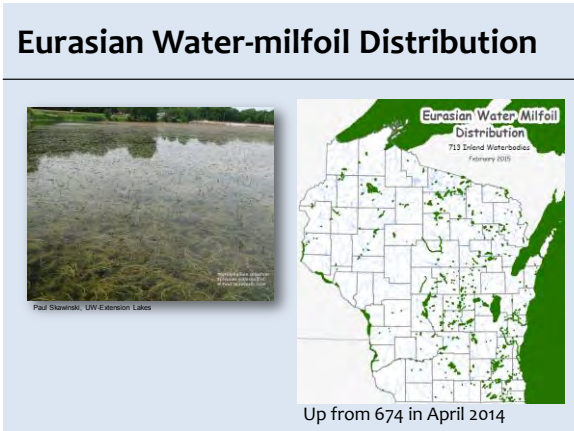 Eurasian Water-milfoil Distribution
Eurasian Water Milfoil
Distribution
713 Inland Waterbodies
February 2015
Paul Skawinski, UW-Extension Lakes
Up from 674 in April 2014